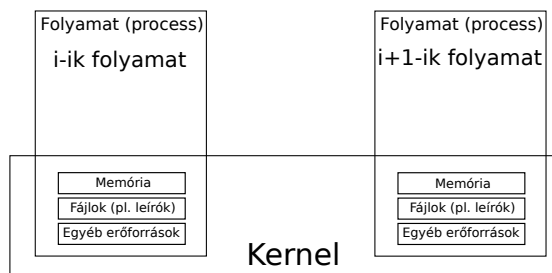 Folyamat (process)
i-ik folyamat
Memória
Fájlok (pl. leírók)
Egyéb erőforrások
Folyamat (process)
i+1-ik folyamat
Memória
Fájlok (pl. leírók)
Egyéb erőforrások
Kernel